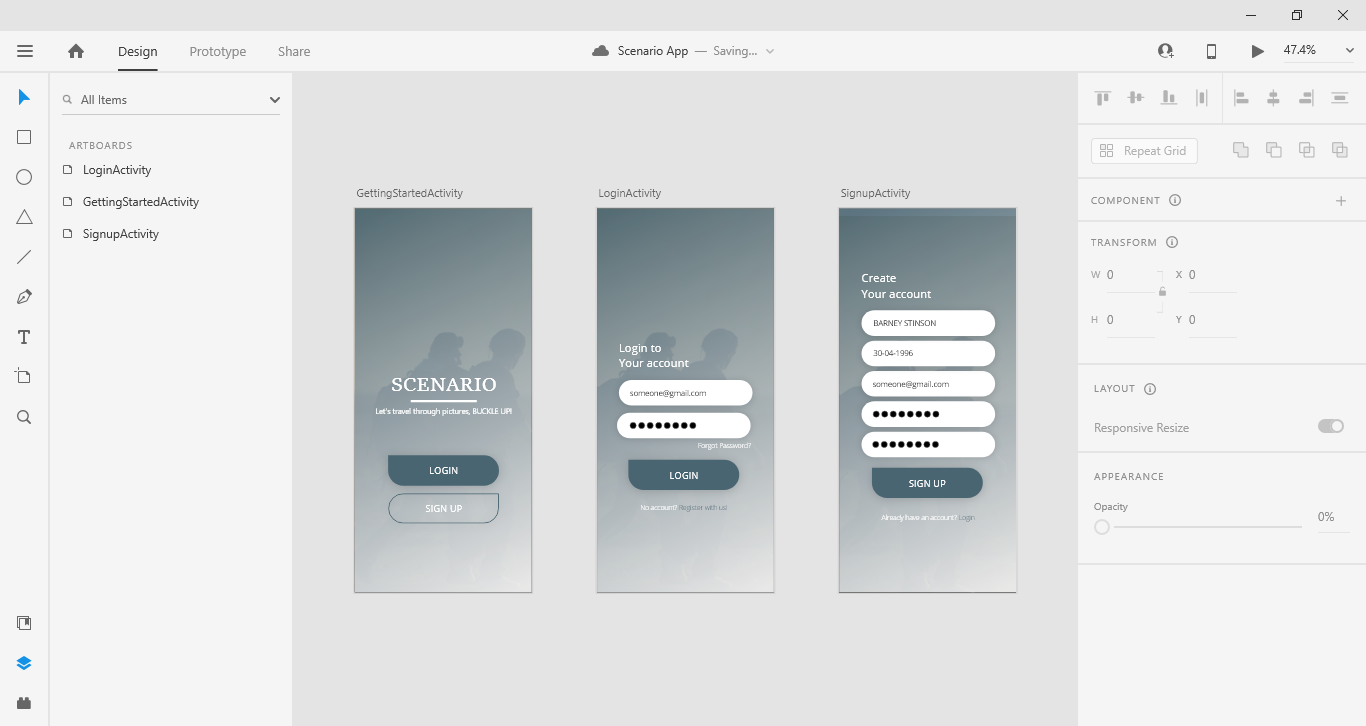 Design
Prototype
Share
Scenario App — Saving...
47.4%
All Items
ARTBOARDS
LoginActivity
GettingStartedActivity
SignupActivity
GettingStartedActivity
SCENARIO
Let's travel through pictures, BUCKLE UP!
LOGIN
SIGN UP
LoginActivity
Login to
Your account
someone@gmail.com
Forgot Password?
LOGIN
No account? Register with us!
SignupActivity
Create
Your account
BARNEY STINSON
30-04-1996
someone@gmail.com
SIGN UP
Already have an account? Login
Repeat Grid
COMPONENT
TRANSFORM
W 0
X 0
H 0
Y 0
LAYOUT
Responsive Resize
APPEARANCE
Opacity
0%